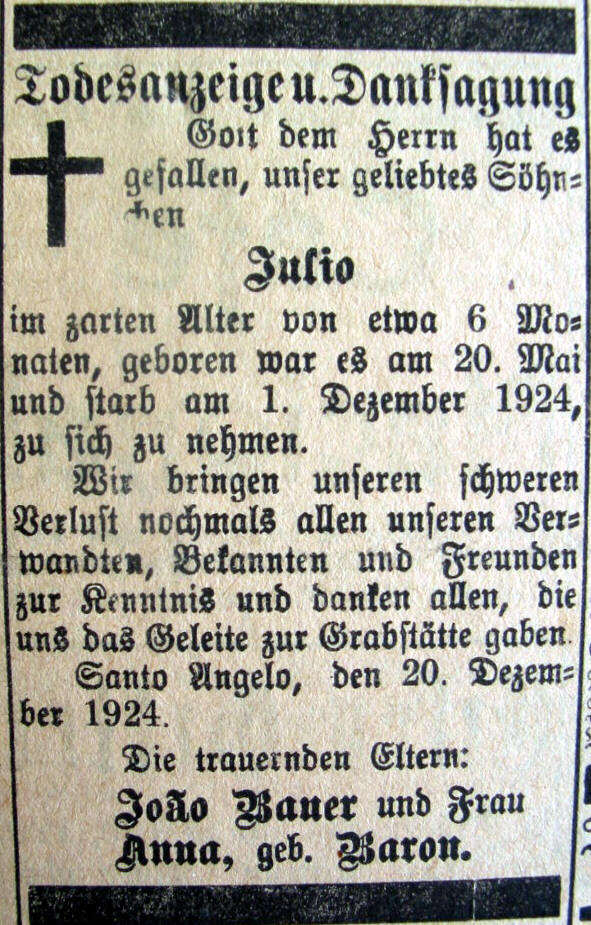 Todesanzeige u. Danksagung
Gott dem Herrn hat es
gefallen, unser geliebtes Söhn=
chen
Julio
im zarten Alter von etwa 6 Mo=
naten, geboren war es am 20. Mai
und starb am 1. Dezember 1924,
zu sich zu nehmen.
Wir bringen unseren schweren
Verlust nochmals allen unseren Ver=
wandten, Bekannten und Freunden
zur Kenntnis und danken allen, die
uns das Geleite zur Grabstätte gaben.
Santo Angelo, den 20. Dezem=
ber 1924.
Die trauernden Eltern:
João Bauer und Frau
Anna, geb. Baron.